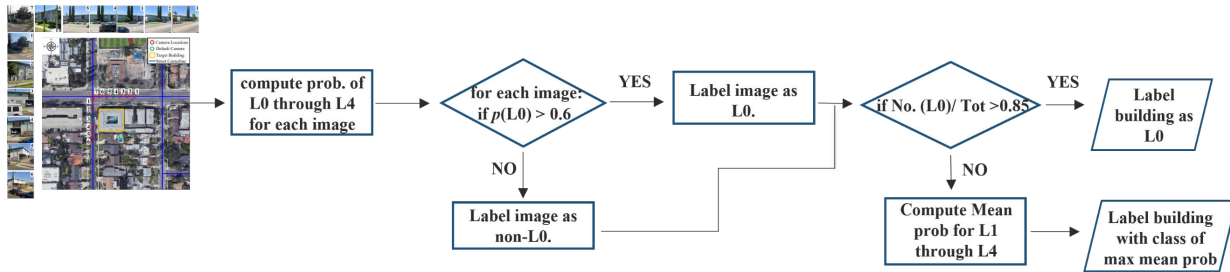 Camera Locations
Default Camera
Target Building
Street Centerline
compute prob. of
L0 through L4
for each image
for each image:
if p(L0) > 0.6
YES
NO
Label image as
L0.
Label image as
non-L0.
if No. (L0)/ Tot >0.85
YES
NO
Label
building as
L0
Compute Mean
prob for L1
through L4
Label building
with class of
max mean prob